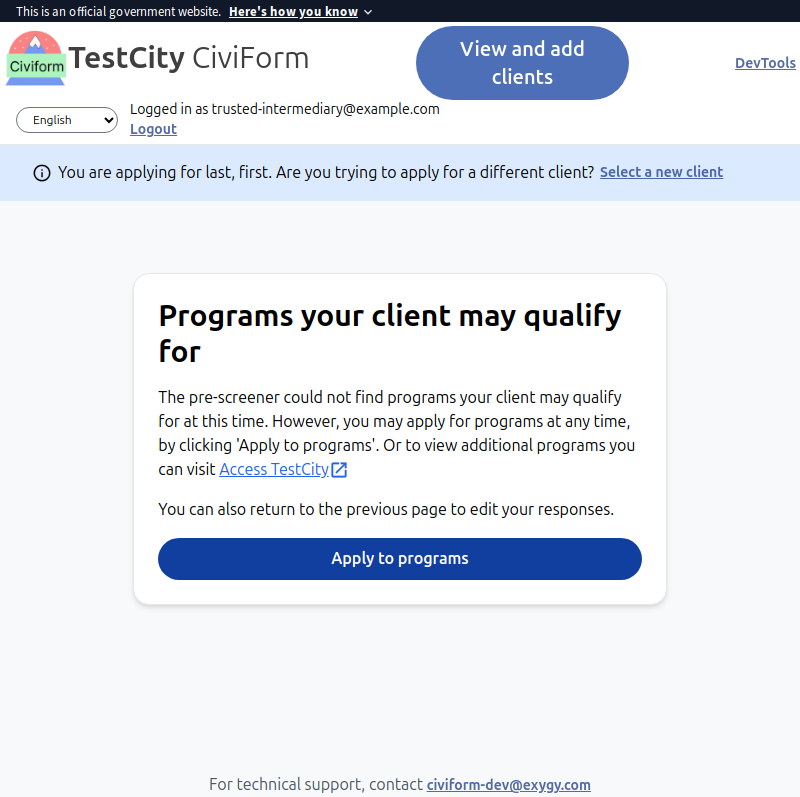 This is an official government website. Here's how you know
Civiform
TestCity CiviForm
View and add
clients
DevTools
English
Logged in as trusted-intermediary@example.com
Logout
You are applying for last, first. Are you trying to apply for a different client? Select a new client
Programs your client may qualify
for
The pre-screener could not find programs your client may qualify
for at this time. However, you may apply for programs at any time,
by clicking 'Apply to programs'. Or to view additional programs you
can visit Access TestCity
You can also return to the previous page to edit your responses.
Apply to programs
For technical support, contact civiform-dev@exygy.com